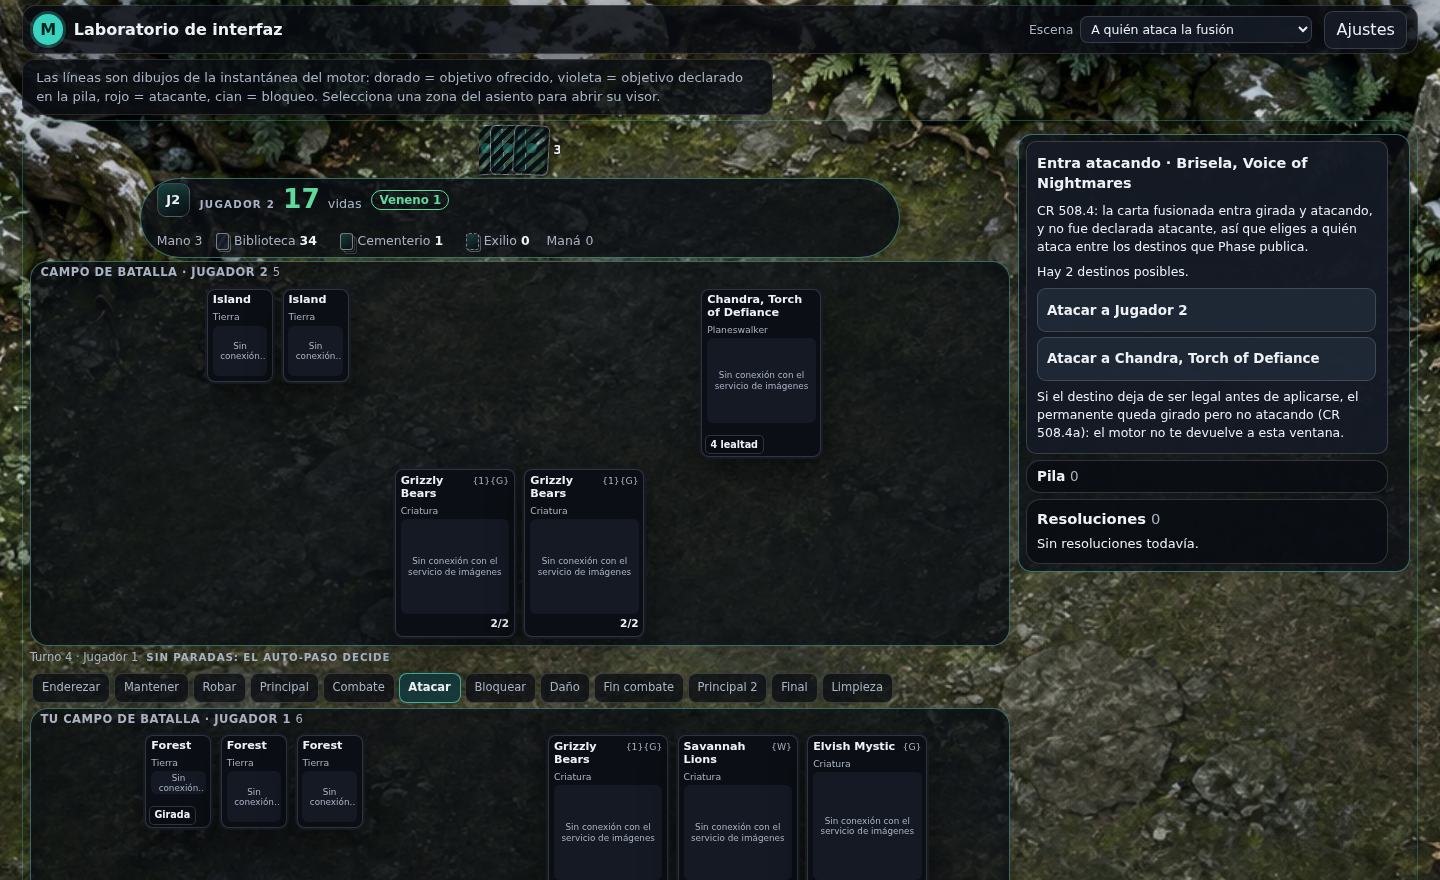 M Laboratorio de interfaz
Escena A quién ataca la fusión Ajustes
Las líneas son dibujos de la instantánea del motor: dorado = objetivo ofrecido, violeta = objetivo declarado
en la pila, rojo = atacante, cian = bloqueo. Selecciona una zona del asiento para abrir su visor.
3
J2 JUGADOR 2 17 vidas Veneno 1
Mano 3 Biblioteca 34 Cementerio 1 Exilio 0 Maná 0
CAMPO DE BATALLA · JUGADOR 2 5
Island
Tierra
Sin
conexión..
Island
Tierra
Sin
conexión..
Chandra, Torch
of Defiance
Planeswalker
Sin conexión con el
servicio de imágenes
4 lealtad
Grizzly
Bears
{1}{G}
Criatura
Sin conexión con el
servicio de imágenes
2/2
Grizzly
Bears
{1}{G}
Criatura
Sin conexión con el
servicio de imágenes
2/2
Turno 4 · Jugador 1 SIN PARADAS: EL AUTO-PASO DECIDE
Enderezar Mantener Robar Principal Combate Atacar Bloquear Daño Fin combate Principal 2 Final Limpieza
TU CAMPO DE BATALLA · JUGADOR 1 6
Forest
Tierra
Sin
conexión..
Girada
Forest
Tierra
Sin
conexión..
Forest
Tierra
Sin
conexión..
Grizzly
Bears
{1}{G}
Criatura
Sin conexión con el
servicio de imágenes
Savannah
Lions
{W}
Criatura
Sin conexión con el
servicio de imágenes
Elvish Mystic {G}
Criatura
Sin conexión con el
servicio de imágenes
Entra atacando · Brisela, Voice of
Nightmares
CR 508.4: la carta fusionada entra girada y atacando,
y no fue declarada atacante, así que eliges a quién
ataca entre los destinos que Phase publica.
Hay 2 destinos posibles.
Atacar a Jugador 2
Atacar a Chandra, Torch of Defiance
Si el destino deja de ser legal antes de aplicarse, el
permanente queda girado pero no atacando (CR
508.4a): el motor no te devuelve a esta ventana.
Pila 0
Resoluciones 0
Sin resoluciones todavía.